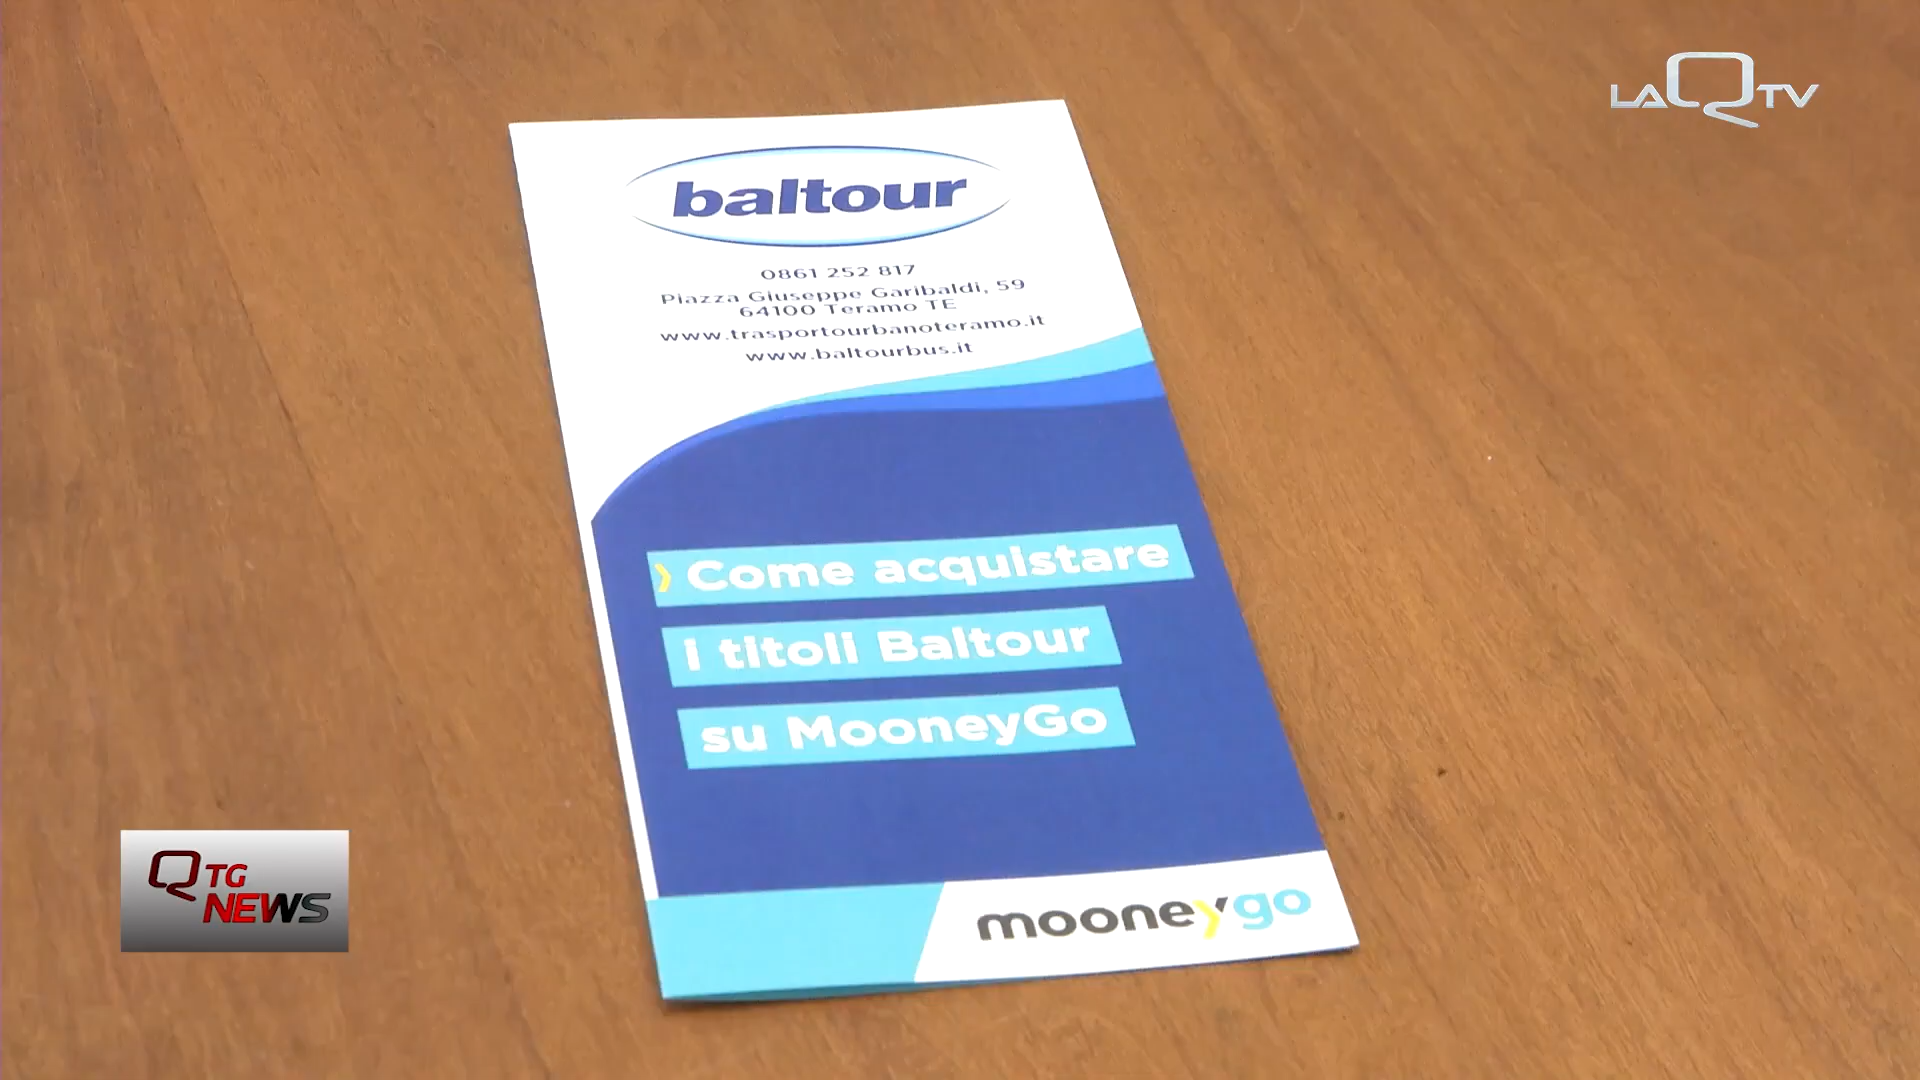 LAQTV
baltour
0861 252 817
Piazza Giuseppe Garibaldi, 59
64100 Teramo TE
www.trasportourbanoteramo.it
www.baltourbus.it
Come acquistare
i titoli Baltour
su MooneyGo
mooneygo
Q TG
NEWS